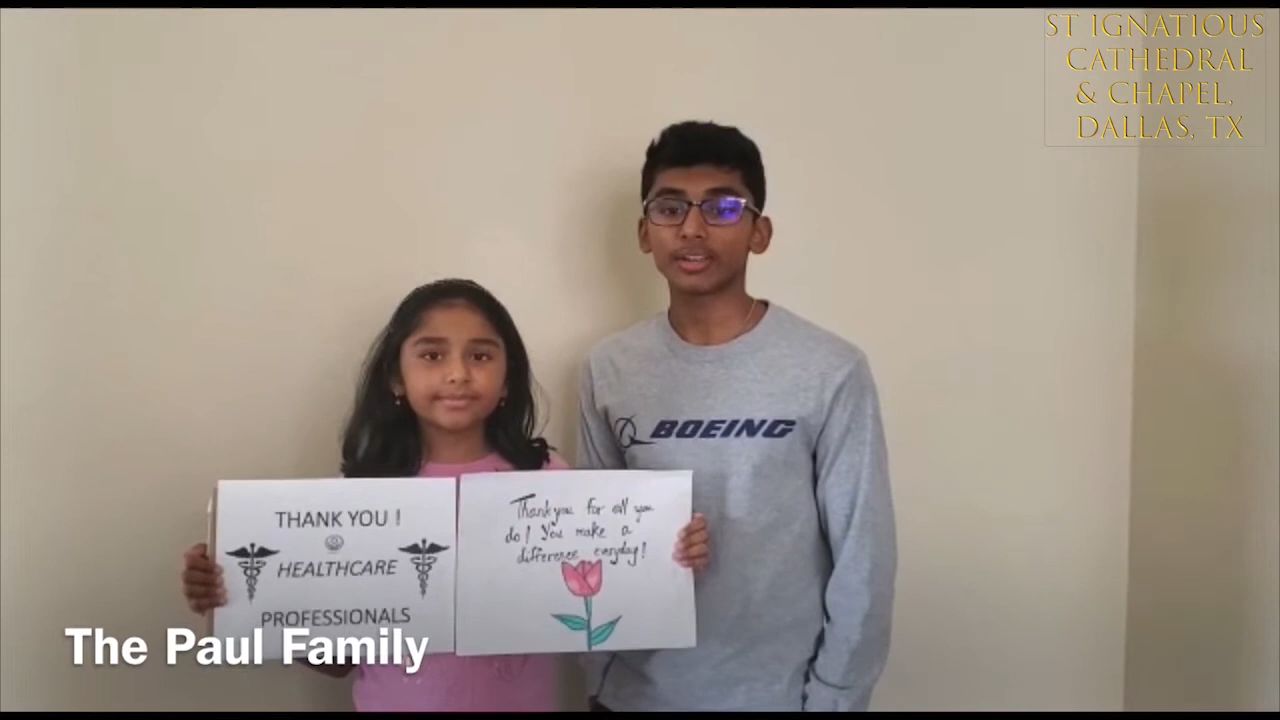 ST IGNATIOUS
CATHEDRAL
& CHAPEL,
DALLAS, TX
BOEING
THANK YOU !
HEALTHCARE
PROFESSIONALS
Thank you for all you
do! You make a
difference everyday!
The Paul Family